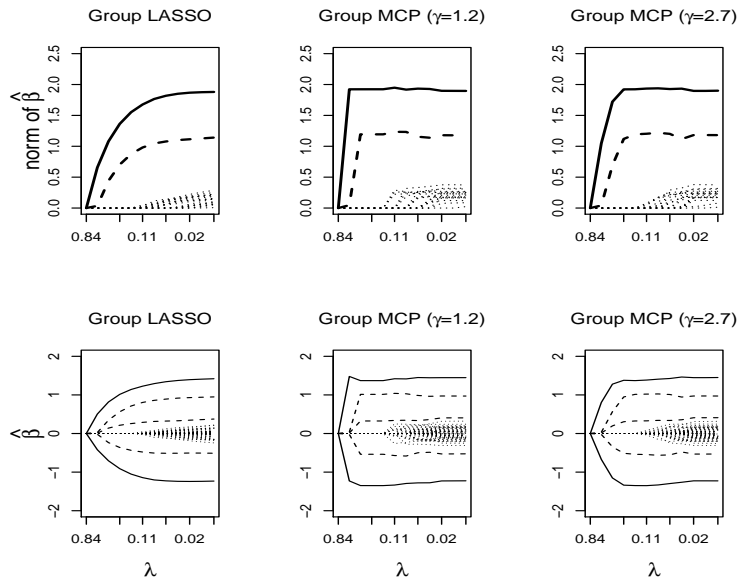 Group LASSO
Group MCP (γ=1.2)
Group MCP (γ=2.7)
norm of β̂
0.0 0.5 1.0 1.5 2.0 2.5
0.84 0.11 0.02
0.0 0.5 1.0 1.5 2.0 2.5
0.84 0.11 0.02
0.0 0.5 1.0 1.5 2.0 2.5
0.84 0.11 0.02
Group LASSO
Group MCP (γ=1.2)
Group MCP (γ=2.7)
β̂
-2 -1 0 1 2
0.84 0.11 0.02
λ
-2 -1 0 1 2
0.84 0.11 0.02
λ
-2 -1 0 1 2
0.84 0.11 0.02
λ